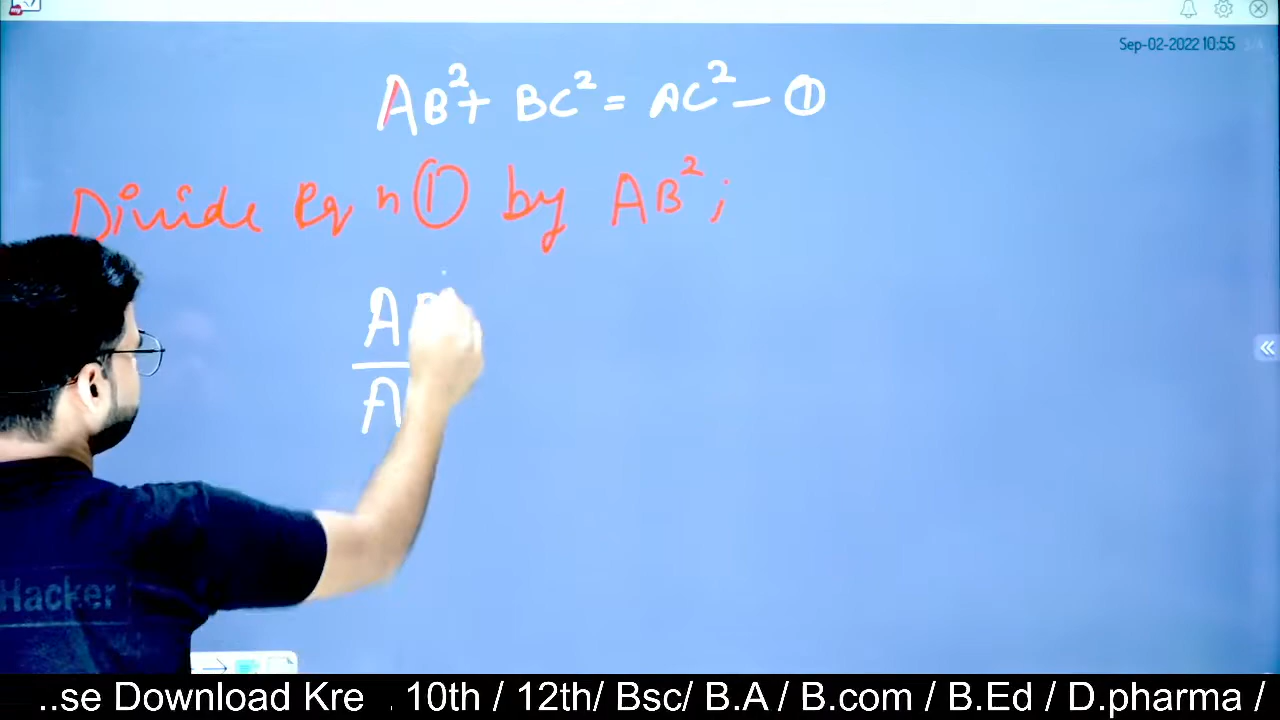 Sep-02-2022 10:55
AB²+ BC² = AC² — ①
Divide Eqn ① by AB²;
A
A
Hacker
..se Download Kre . 10th / 12th/ Bsc/ B.A / B.com / B.Ed / D.pharma /